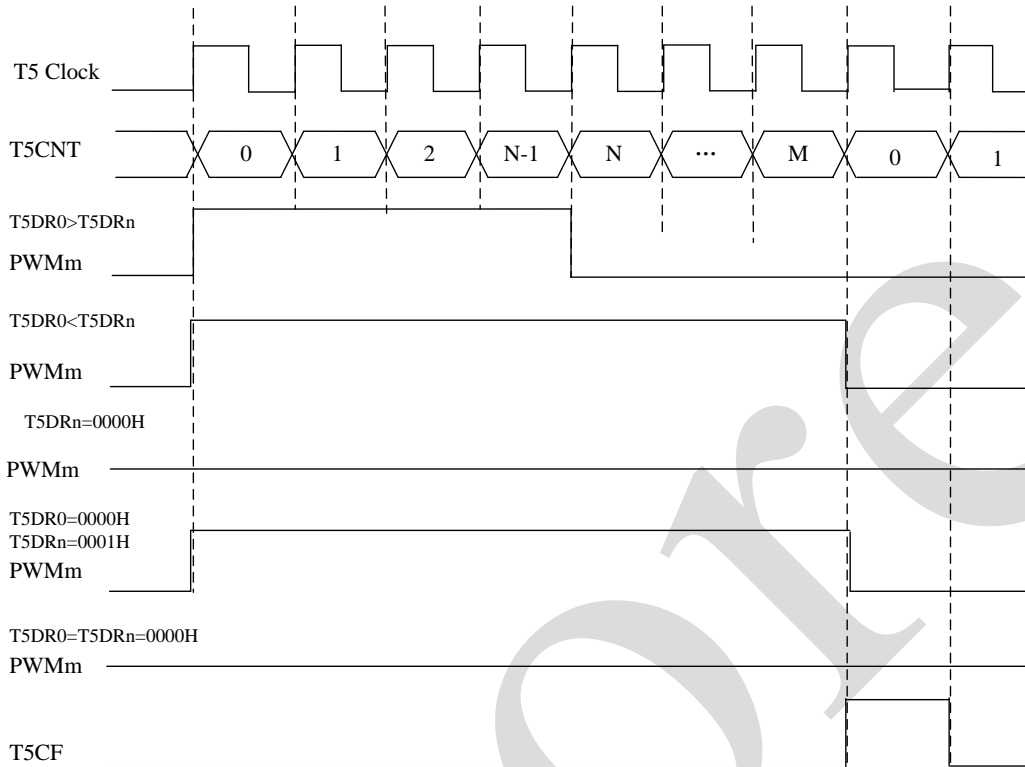 T5 Clock
T5CNT 0 1 2 N-1 N ... M 0 1
T5DR0>T5DRn
PWMm
T5DR0<T5DRn
PWMm
T5DRn=0000H
PWMm
T5DR0=0000H
T5DRn=0001H
PWMm
T5DR0=T5DRn=0000H
PWMm
T5CF
ore